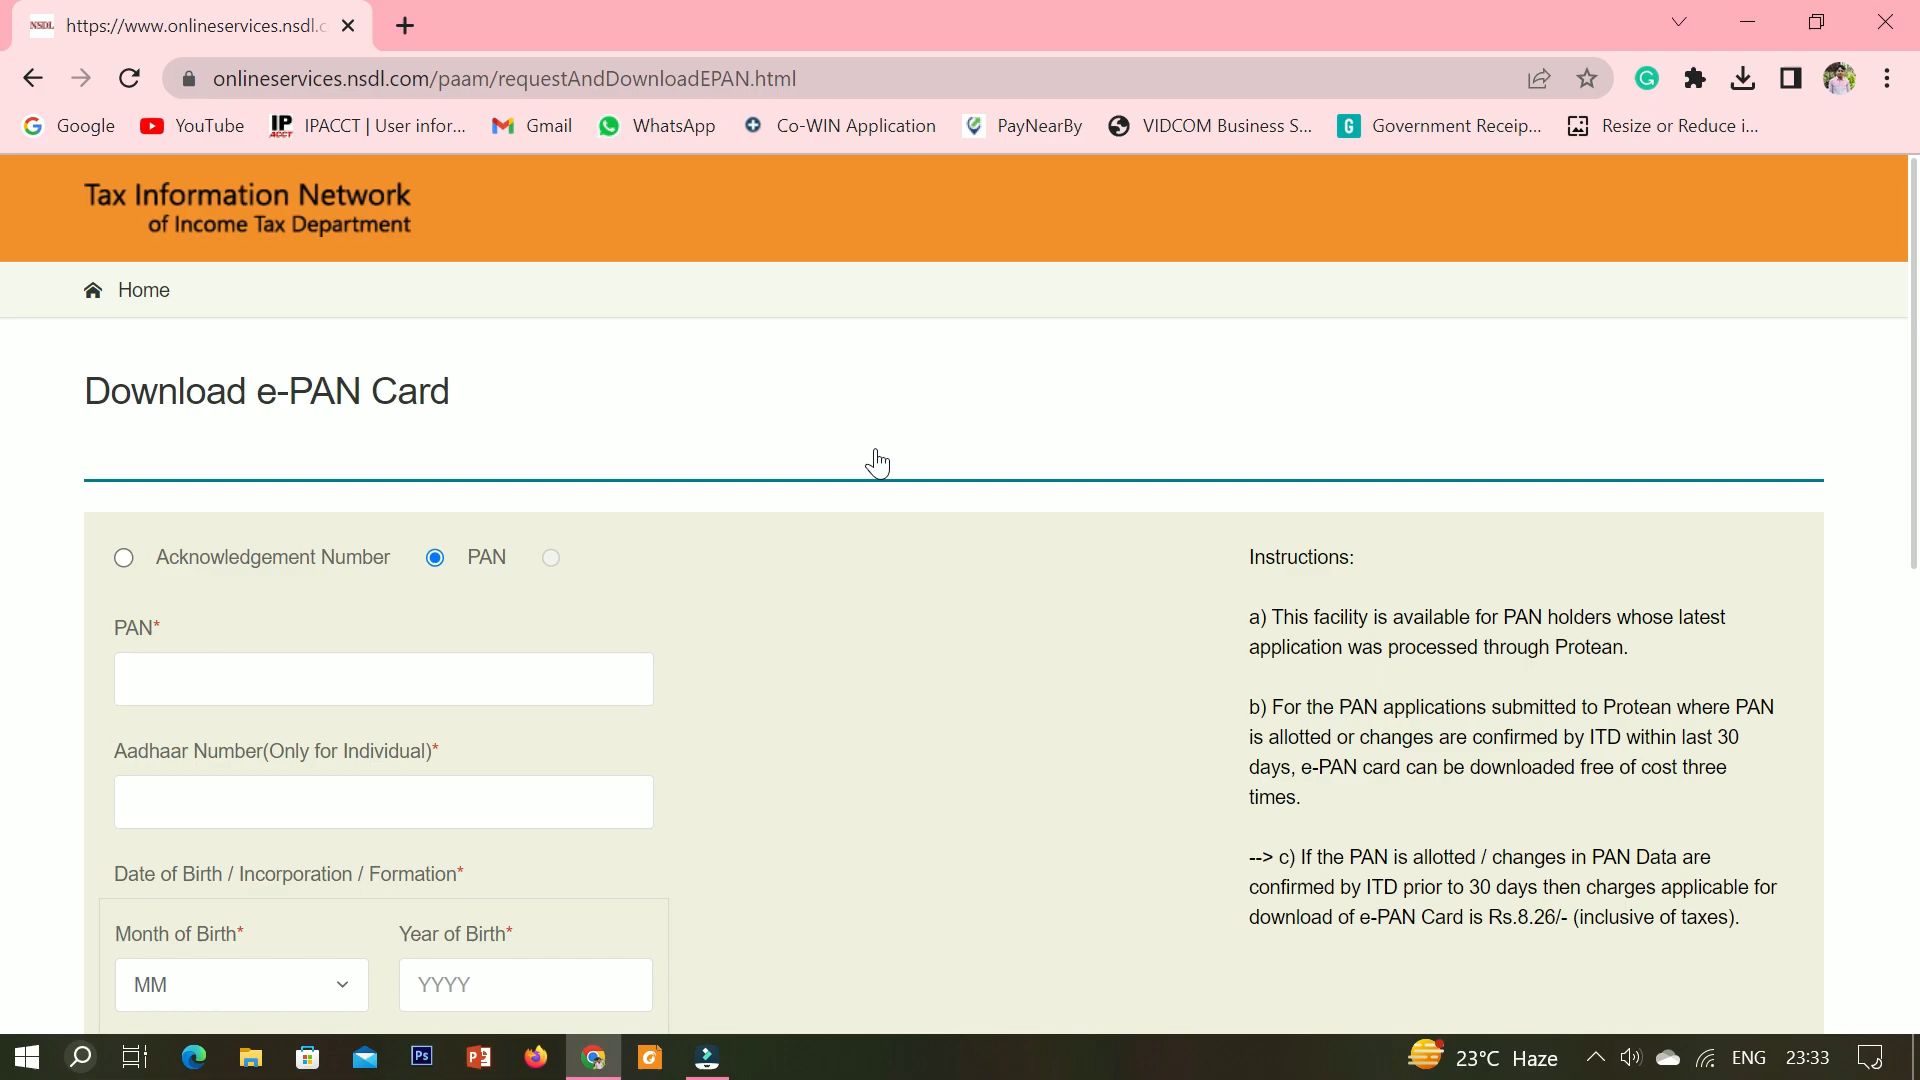 NSDL https://www.onlineservices.nsdl.c
onlineservices.nsdl.com/paam/requestAndDownloadEPAN.html
Google YouTube IPACCT | User infor... Gmail WhatsApp Co-WIN Application PayNearBy VIDCOM Business S... Government Receip... Resize or Reduce i...
Tax Information Network
of Income Tax Department
Home
Download e-PAN Card
Acknowledgement Number PAN
PAN*
Aadhaar Number(Only for Individual)*
Date of Birth / Incorporation / Formation*
Month of Birth* Year of Birth*
MM YYYY
Instructions:
a) This facility is available for PAN holders whose latest
application was processed through Protean.
b) For the PAN applications submitted to Protean where PAN
is allotted or changes are confirmed by ITD within last 30
days, e-PAN card can be downloaded free of cost three
times.
--> c) If the PAN is allotted / changes in PAN Data are
confirmed by ITD prior to 30 days then charges applicable for
download of e-PAN Card is Rs.8.26/- (inclusive of taxes).
23°C Haze ENG 23:33